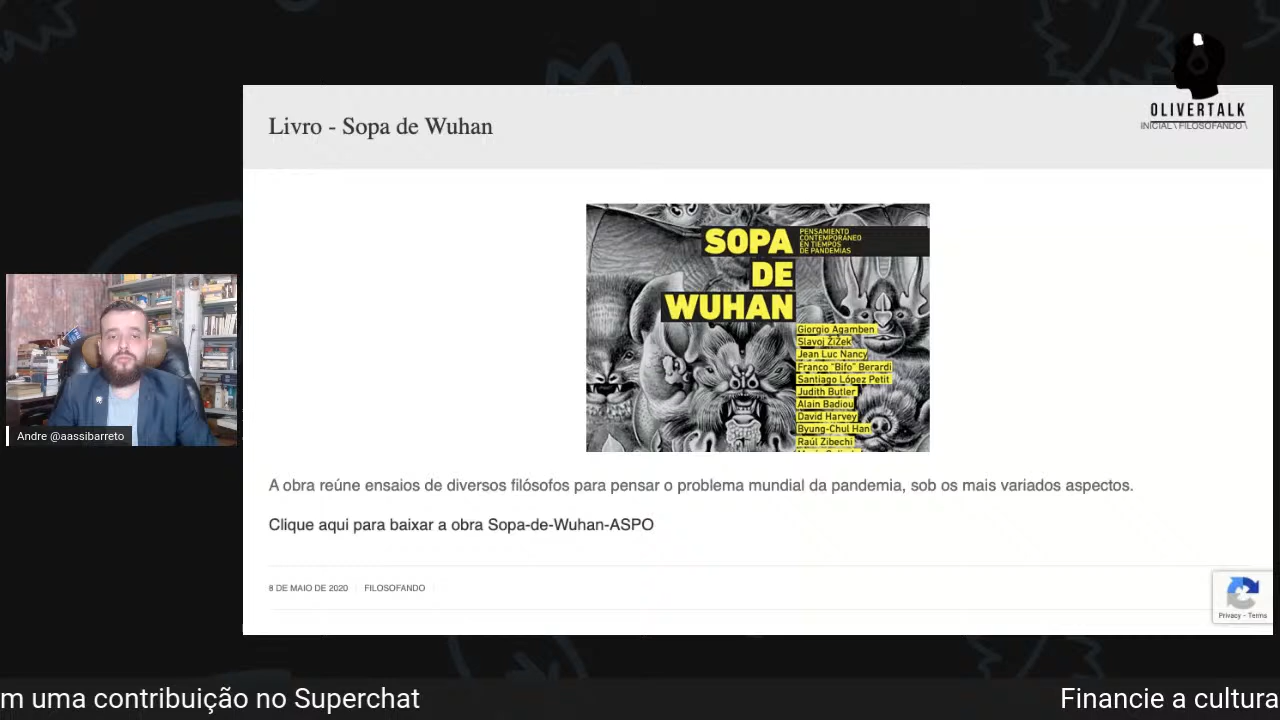 Livro - Sopa de Wuhan
OLIVERTALK
INICIAL \ FILOSOFANDO \
SOPA
DE
WUHAN
PENSAMIENTO
CONTEMPORANEO
EN TIEMPOS
DE PANDEMIAS
Giorgio Agamben
Slavoj ŽiŽek
Jean Luc Nancy
Franco "Bifo" Berardi
Santiago López Petit
Judith Butler
Alain Badiou
David Harvey
Byung-Chul Han
Raúl Zibechi
Andre @aassibarreto
A obra reúne ensaios de diversos filósofos para pensar o problema mundial da pandemia, sob os mais variados aspectos.
Clique aqui para baixar a obra Sopa-de-Wuhan-ASPO
8 DE MAIO DE 2020
FILOSOFANDO
Privacy - Terms
m uma contribuição no Superchat
Financie a cultura